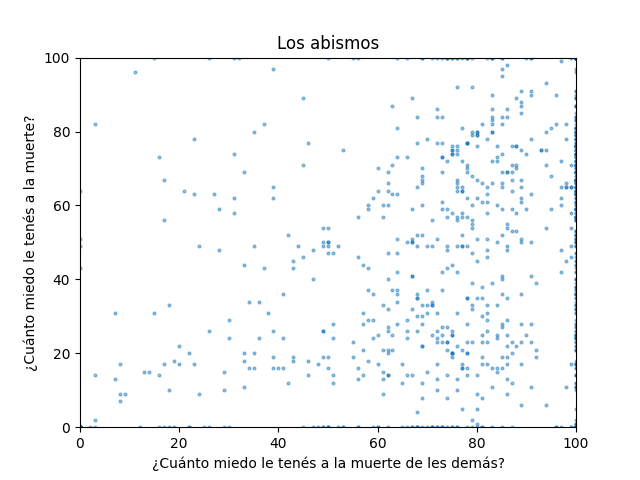 Los abismos
¿Cuánto miedo le tenés a la muerte?
100
80
60
40
20
0
0 20 40 60 80 100
¿Cuánto miedo le tenés a la muerte de les demás?